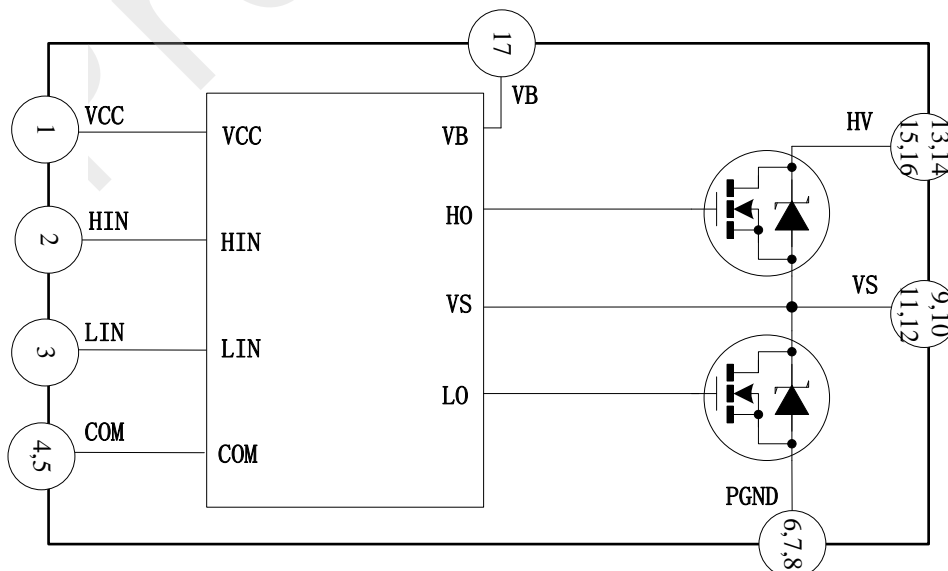 17
VB
1
VCC
VCC
VB
HV
13,14
15,16
2
HIN
HIN
HO
VS
VS
9,10
11,12
3
LIN
LIN
LO
4,5
COM
COM
PGND
6,7,8